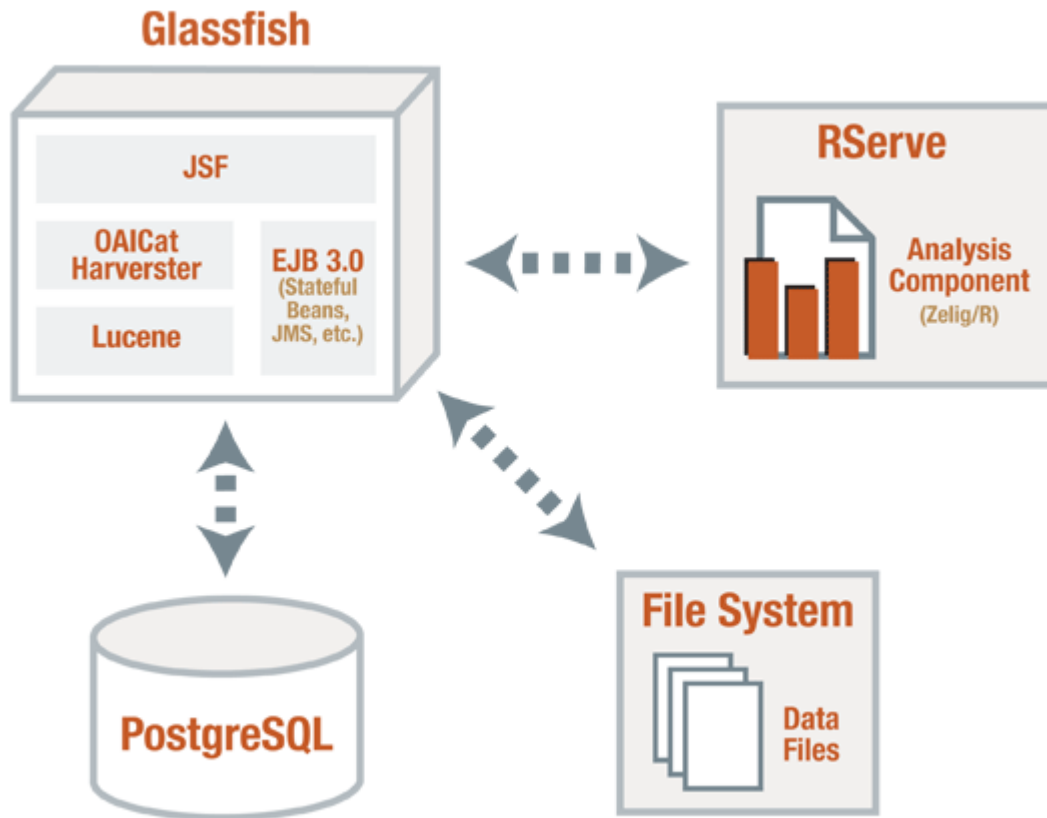 Glassfish
JSF
OAICat
Harverster
Lucene
EJB 3.0
(Stateful
Beans,
JMS, etc.)
RServe
Analysis
Component
(Zelig/R)
PostgreSQL
File System
Data
Files